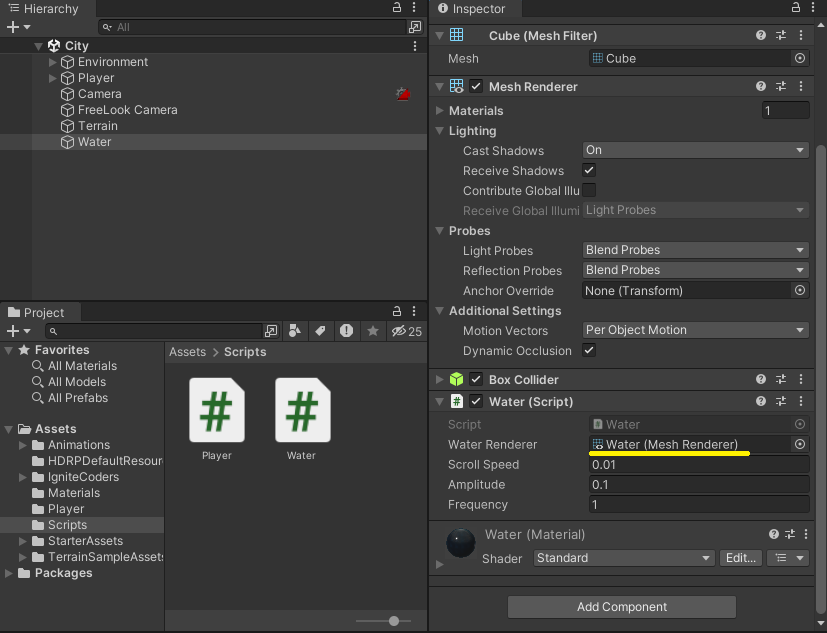 Hierarchy
All
City
Environment
Player
Camera
FreeLook Camera
Terrain
Water
Project
25
Favorites
All Materials
All Models
All Prefabs
Assets
Animations
HDRPDefaultResour
IgniteCoders
Materials
Player
Scripts
StarterAssets
TerrainSampleAssets
Packages
Assets > Scripts
Player
Water
Inspector
Cube (Mesh Filter)
Mesh Cube
Mesh Renderer
Materials 1
Lighting
Cast Shadows On
Receive Shadows
Contribute Global Illu
Receive Global Illumi Light Probes
Probes
Light Probes Blend Probes
Reflection Probes Blend Probes
Anchor Override None (Transform)
Additional Settings
Motion Vectors Per Object Motion
Dynamic Occlusion
Box Collider
# Water (Script)
Script Water
Water Renderer Water (Mesh Renderer)
Scroll Speed 0.01
Amplitude 0.1
Frequency 1
Water (Material)
Shader Standard Edit...
Add Component